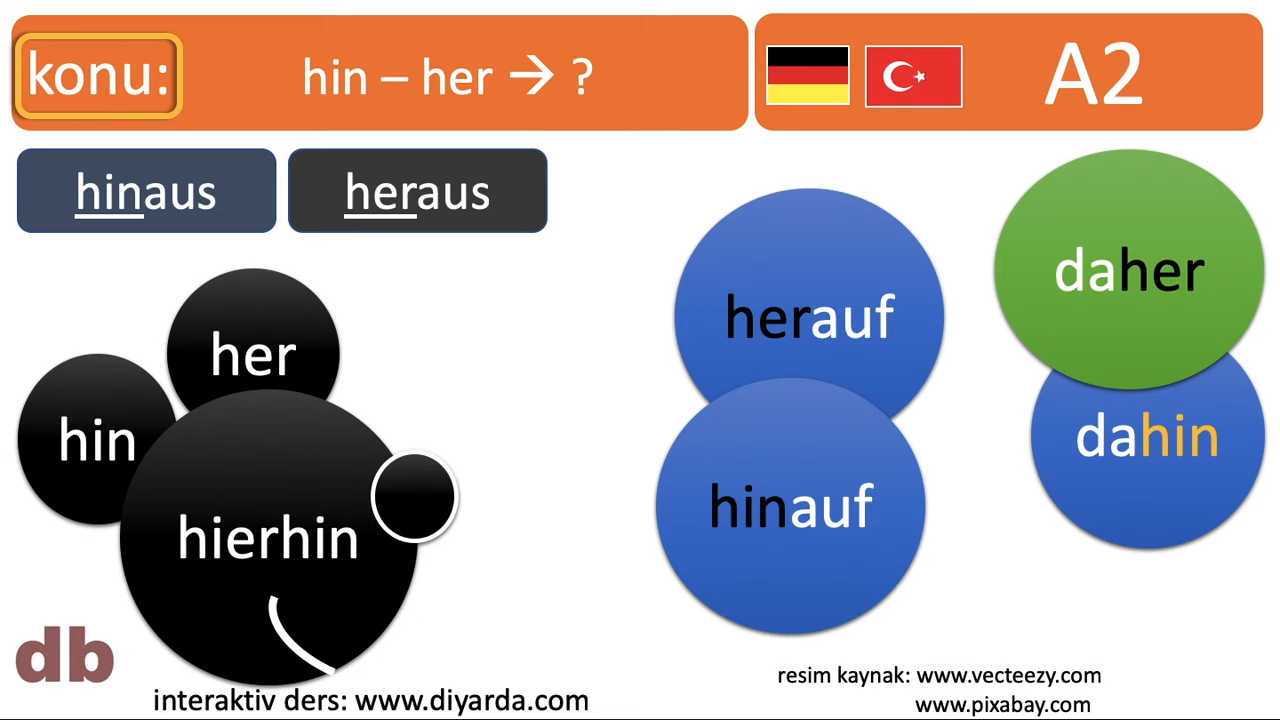 konu:
hin – her → ?
A2
hinaus
heraus
her
hin
hierhin
herauf
hinauf
daher
dahin
db
interaktiv ders: www.diyarda.com
resim kaynak: www.vecteezy.com
www.pixabay.com